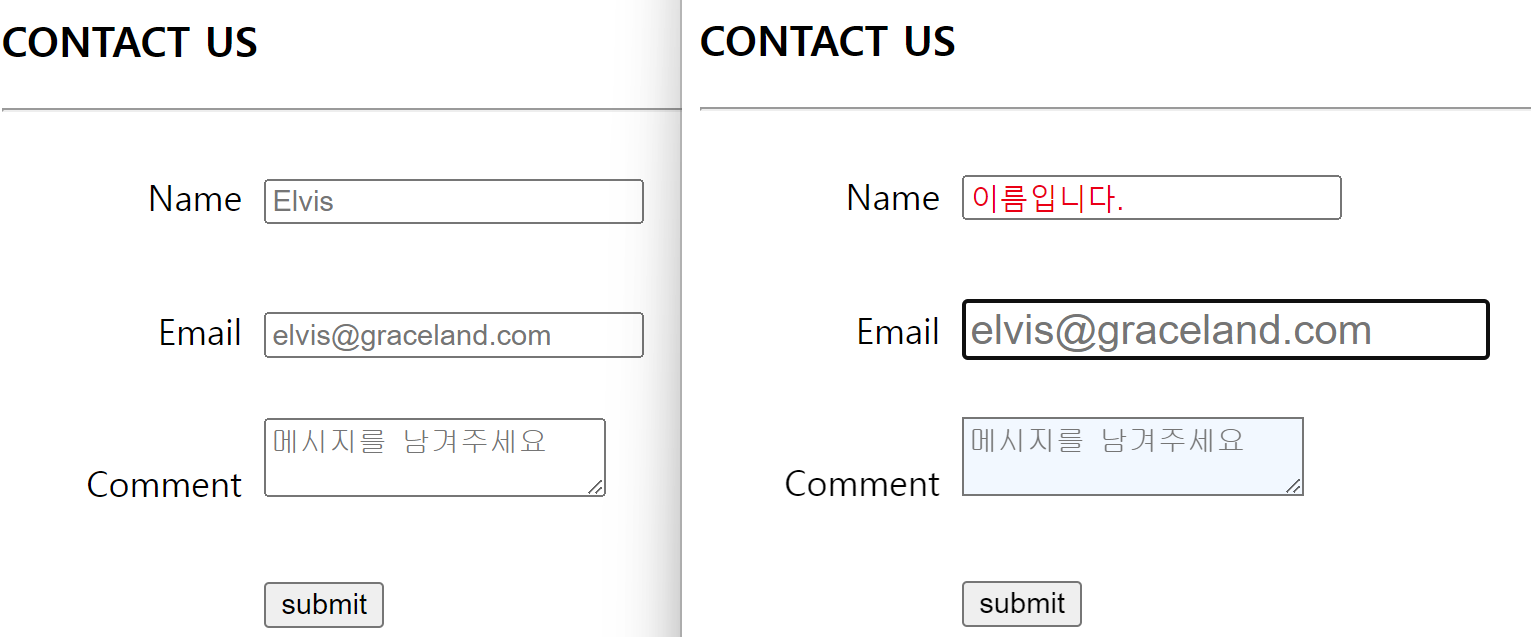 CONTACT US
Name
Elvis
Email
elvis@graceland.com
Comment
메시지를 남겨주세요
submit
CONTACT US
Name
이름입니다.
Email
elvis@graceland.com
Comment
메시지를 남겨주세요
submit